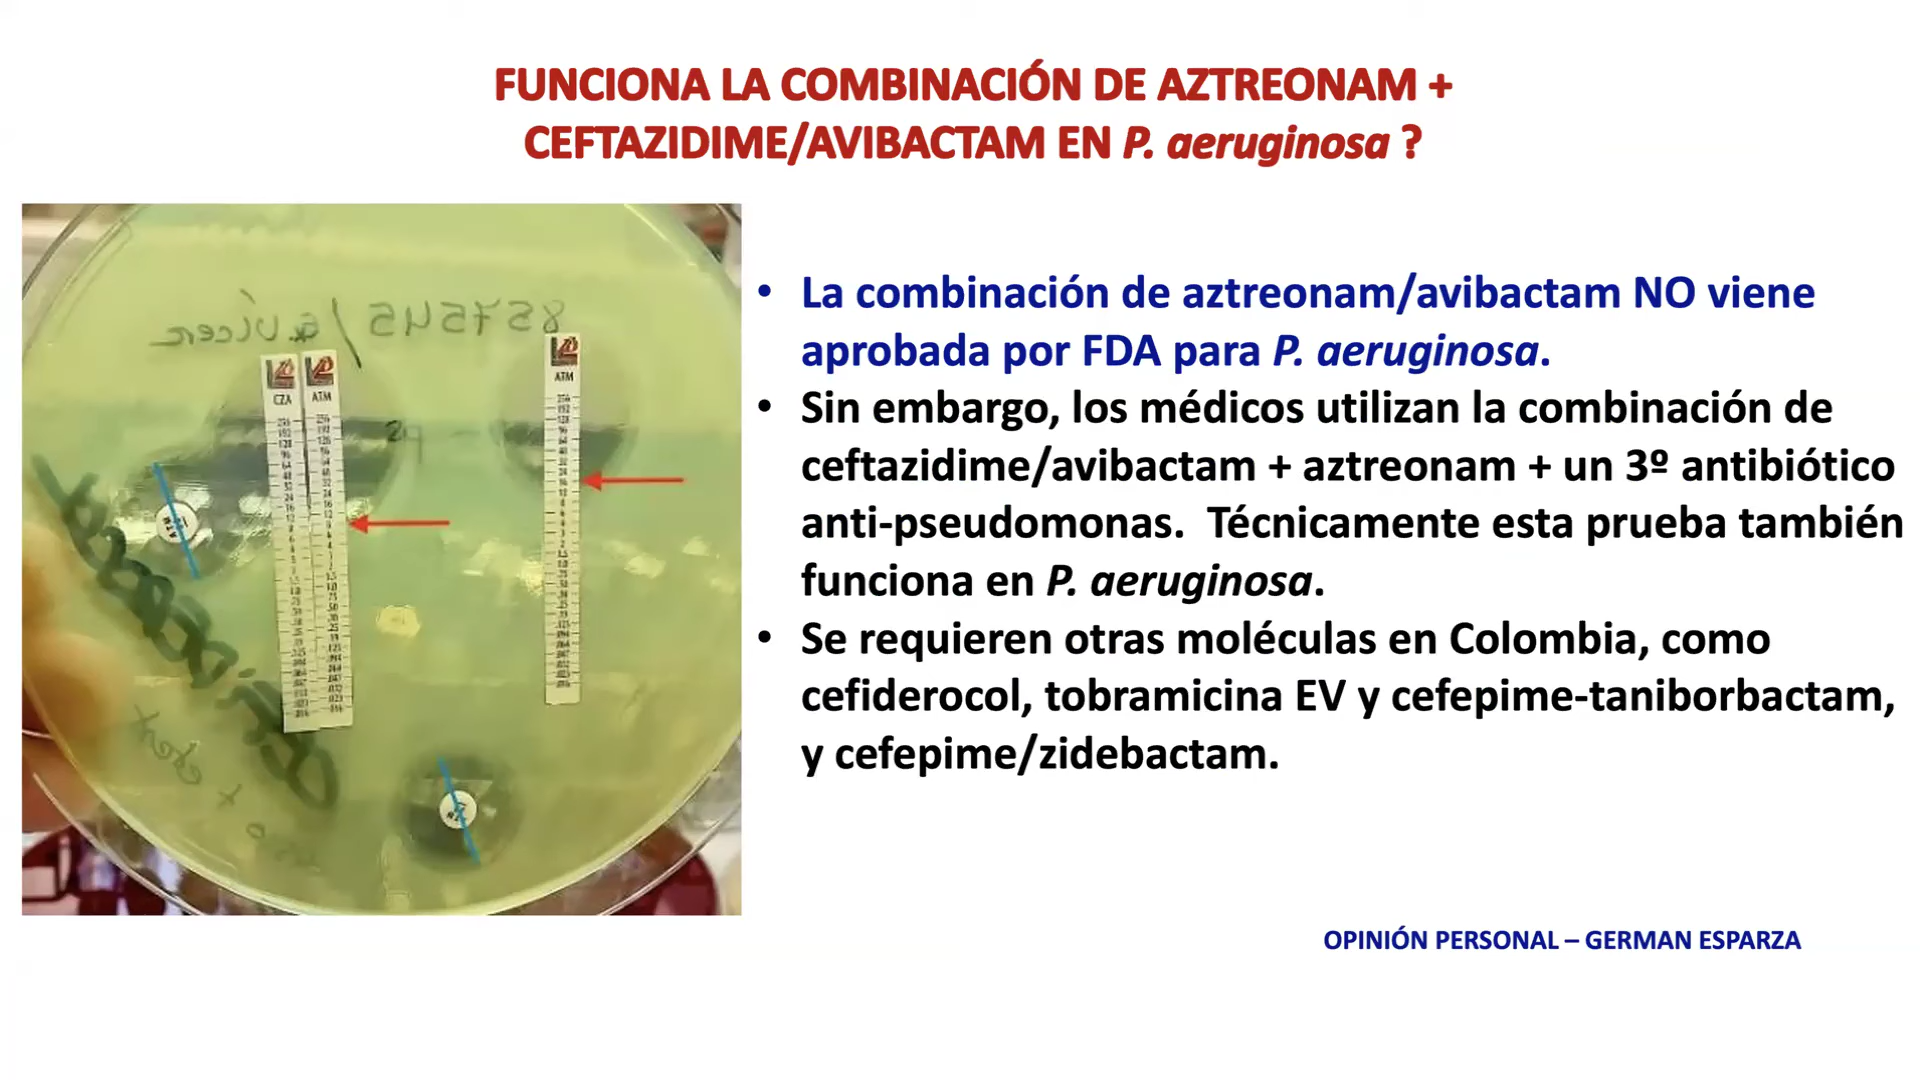 FUNCIONA LA COMBINACIÓN DE AZTREONAM +
CEFTAZIDIME/AVIBACTAM EN P. aeruginosa ?
• La combinación de aztreonam/avibactam NO viene
aprobada por FDA para P. aeruginosa.
• Sin embargo, los médicos utilizan la combinación de
ceftazidime/avibactam + aztreonam + un 3º antibiótico
anti-pseudomonas.  Técnicamente esta prueba también
funciona en P. aeruginosa.
• Se requieren otras moléculas en Colombia, como
cefiderocol, tobramicina EV y cefepime-taniborbactam,
y cefepime/zidebactam.
OPINIÓN PERSONAL – GERMAN ESPARZA
857545/
CZA
ATM
ATM